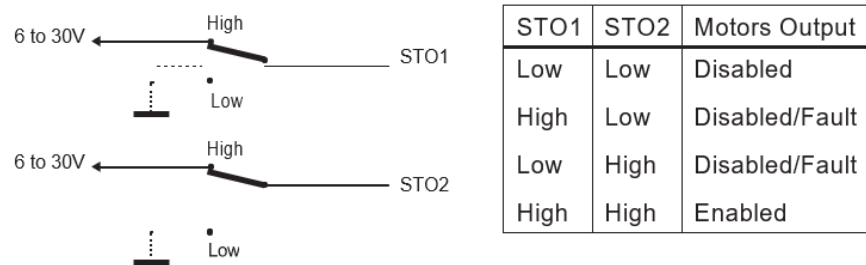 High
6 to 30V
STO1
Low
High
6 to 30V
STO2
Low
STO1 STO2 Motors Output
Low Low Disabled
High Low Disabled/Fault
Low High Disabled/Fault
High High Enabled